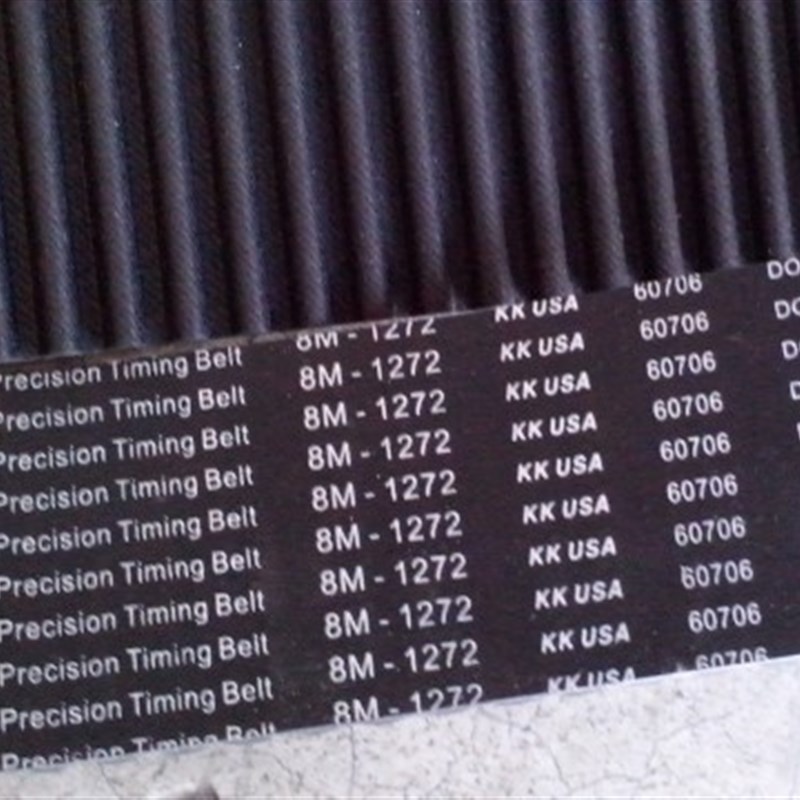 Precision Timing Belt 8M - 1272 KK USA 60706 DO
Precision Timing Belt 8M - 1272 KK USA 60706 DO
Precision Timing Belt 8M - 1272 KK USA 60706 D
Precision Timing Belt 8M - 1272 KK USA 60706
Precision Timing Belt 8M - 1272 KK USA 60706
Precision Timing Belt 8M - 1272 KK USA 60706
Precision Timing Belt 8M - 1272 KK USA 60706
Precision Timing Belt 8M - 1272 KK USA 60706
Precision Timing Belt 8M - 1272 KK USA 60706
Precision Timing Belt 8M - 1272 KK USA 60706